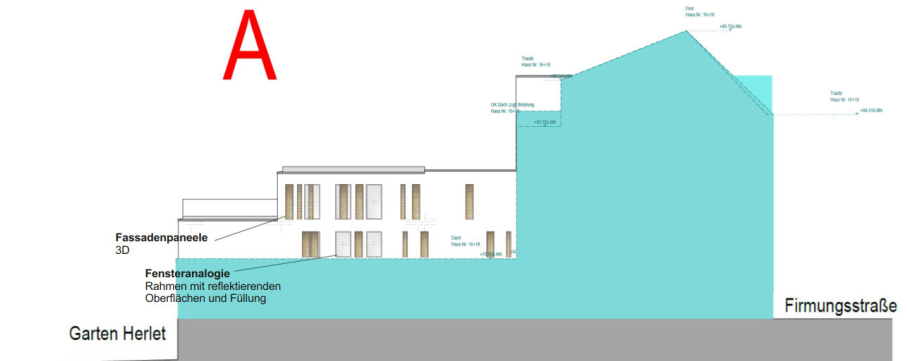 A
First
Haus Nr. 16+18
Traufe
Haus Nr. 16+18
Traufe
Haus Nr. 16+18
OK Dach zzgl. Brüstung
Haus Nr. 16+18
Fassadenpaneele
3D
Dach
Haus Nr. 16+18
Fensteranalogie
Rahmen mit reflektierenden
Oberflächen und Füllung
Firmungsstraße
Garten Herlet